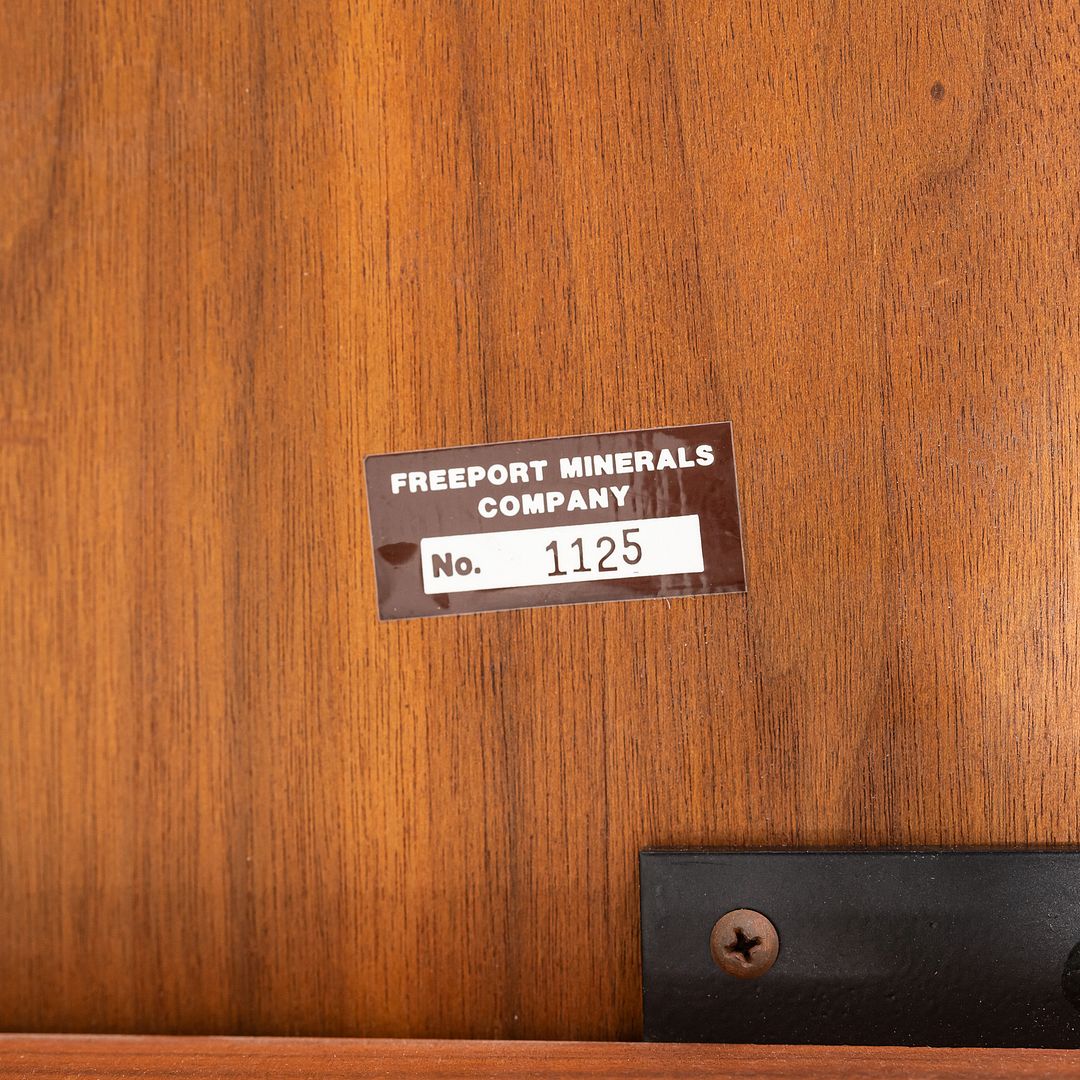 FREEPORT MINERALS
COMPANY
No. 1125